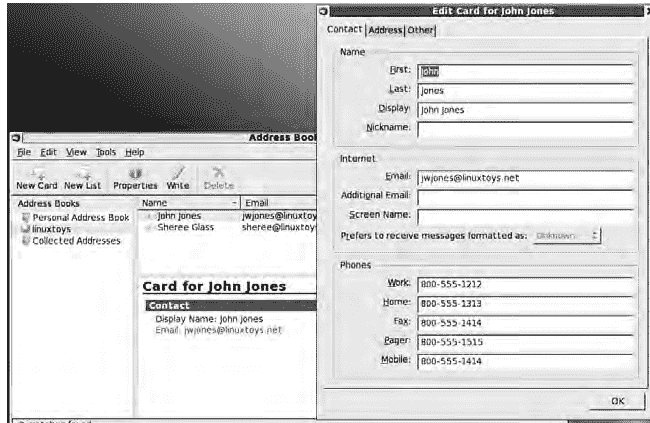 Address Book
File Edit View Tools Help
New Card New List Properties Write Delete
Address Books
Personal Address Book
linuxtoys
Collected Addresses
Name Email
John Jones jwjones@linuxtoy
Sheree Glass sheree@linuxtoy
Card for John Jones
Contact
Display Name: John Jones
Email: jwjones@linuxtoys.net
Edit Card for John Jones
Contact Address Other
Name
First: John
Last: Jones
Display: John Jones
Nickname:
Internet
Email: jwjones@linuxtoys.net
Additional Email:
Screen Name:
Prefers to receive messages formatted as: Unknown
Phones
Work: 800-555-1212
Home: 800-555-1313
Fax: 800-555-1414
Pager: 800-555-1515
Mobile: 800-555-1414
OK